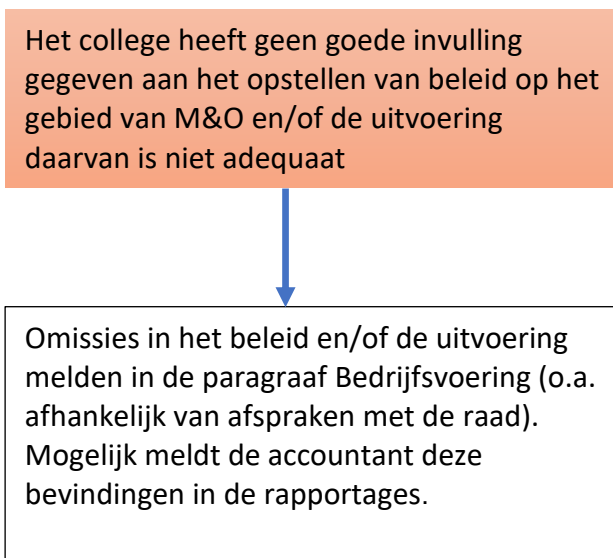 Het college heeft geen goede invulling
gegeven aan het opstellen van beleid op het
gebied van M&O en/of de uitvoering
daarvan is niet adequaat
Omissies in het beleid en/of de uitvoering
melden in de paragraaf Bedrijfsvoering (o.a.
afhankelijk van afspraken met de raad).
Mogelijk meldt de accountant deze
bevindingen in de rapportages.